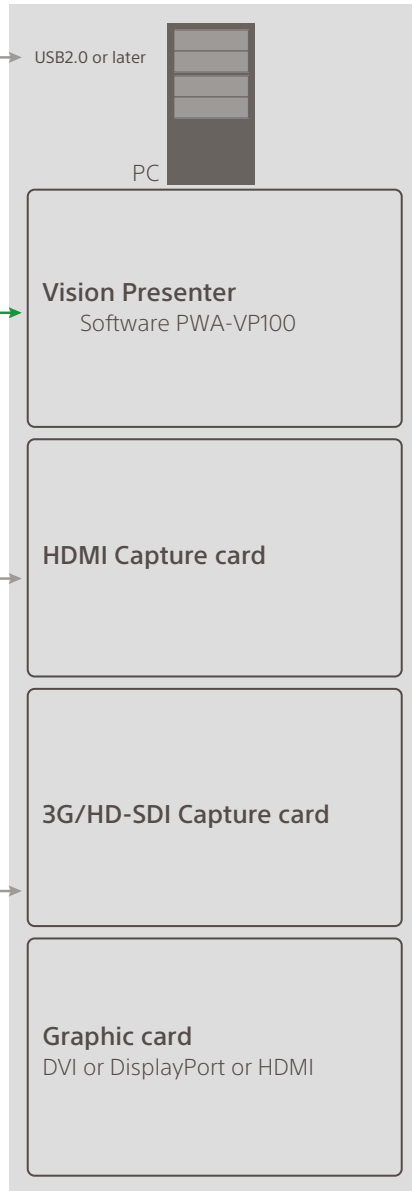 USB2.0 or later
PC
Vision Presenter
Software PWA-VP100
HDMI Capture card
3G/HD-SDI Capture card
Graphic card
DVI or DisplayPort or HDMI